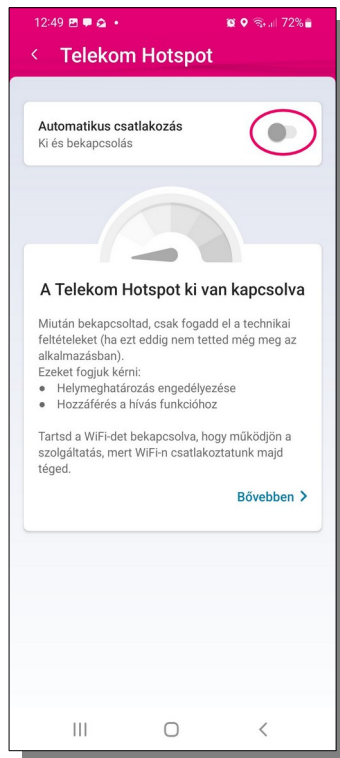 12:49 72%
Telekom Hotspot
Automatikus csatlakozás
Ki és bekapcsolás
A Telekom Hotspot ki van kapcsolva
Miután bekapcsoltad, csak fogadd el a technikai
feltételeket (ha ezt eddig nem tetted még meg az
alkalmazásban).
Ezeket fogjuk kérni:
● Helymeghatározás engedélyezése
● Hozzáférés a hívás funkcióhoz
Tartsd a WiFi-det bekapcsolva, hogy működjön a
szolgáltatás, mert WiFi-n csatlakoztatunk majd
téged.
Bővebben